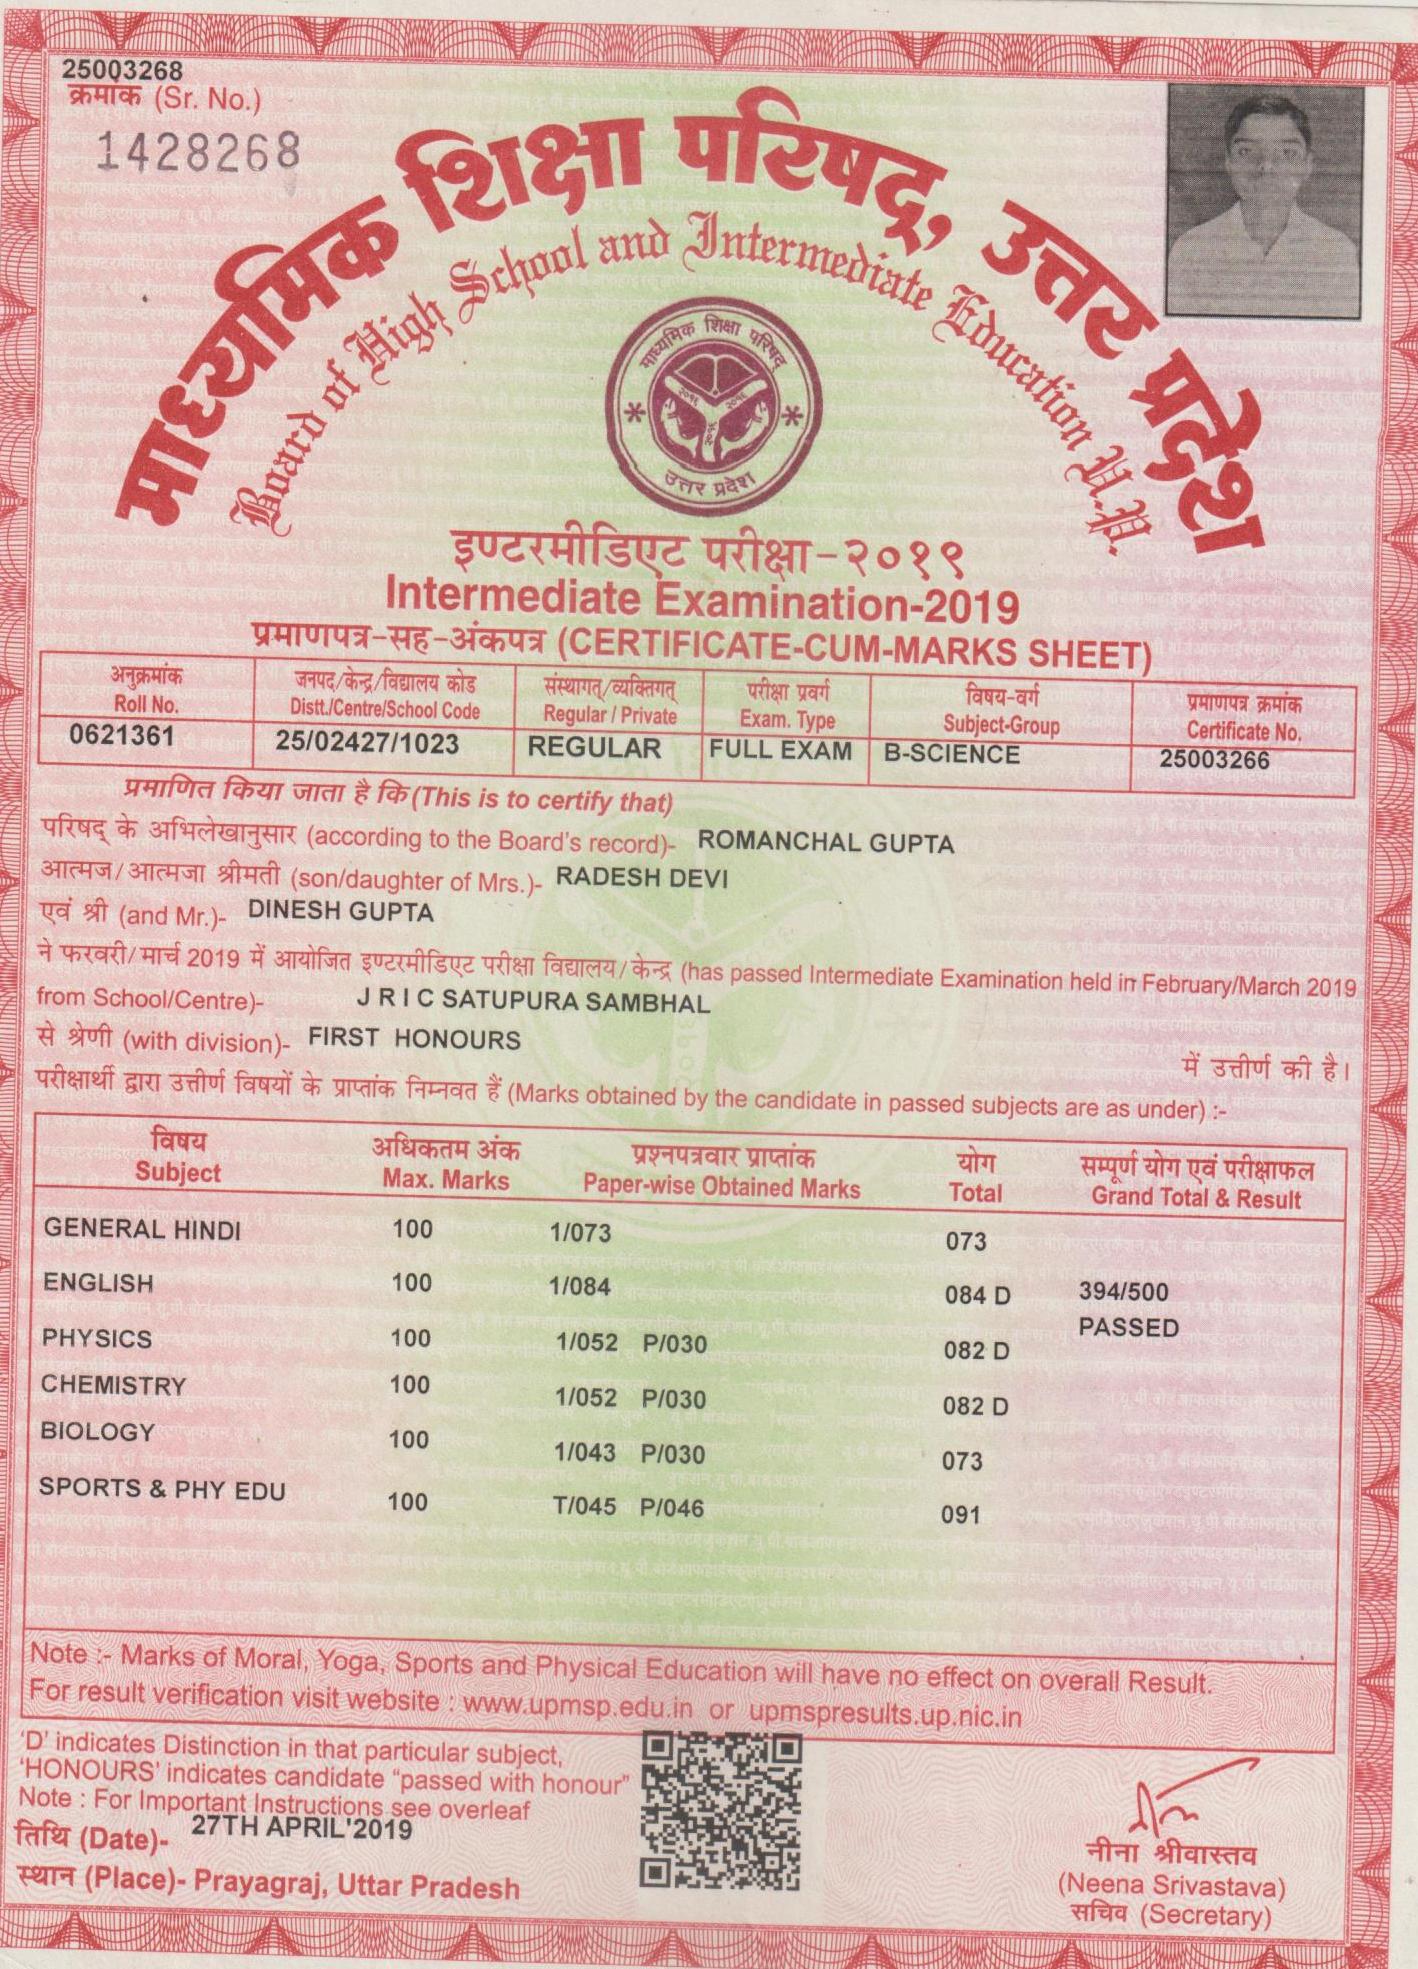 25003268
क्रमांक (Sr. No.)
1428268
माध्यमिक शिक्षा परिषद्, उत्तर प्रदेश
Board of High School and Intermediate Education U.P.
माध्यमिक शिक्षा परिषद
२०१६ २०१६
२०१६
उत्तर प्रदेश
इण्टरमीडिएट परीक्षा-२०१९
Intermediate Examination-2019
प्रमाणपत्र-सह-अंकपत्र (CERTIFICATE-CUM-MARKS SHEET)
अनुक्रमांक जनपद/केन्द्र/विद्यालय कोड संस्थागत्/व्यक्तिगत् परीक्षा प्रवर्ग विषय-वर्ग प्रमाणपत्र क्रमांक
Roll No. Distt./Centre/School Code Regular / Private Exam. Type Subject-Group Certificate No.
0621361 25/02427/1023 REGULAR FULL EXAM B-SCIENCE 25003266
प्रमाणित किया जाता है कि (This is to certify that)
परिषद् के अभिलेखानुसार (according to the Board's record)- ROMANCHAL GUPTA
आत्मज/आत्मजा श्रीमती (son/daughter of Mrs.)- RADESH DEVI
एवं श्री (and Mr.)- DINESH GUPTA
ने फरवरी/मार्च 2019 में आयोजित इण्टरमीडिएट परीक्षा विद्यालय/केन्द्र (has passed Intermediate Examination held in February/March 2019
from School/Centre)- J R I C SATUPURA SAMBHAL
से श्रेणी (with division)- FIRST HONOURS में उत्तीर्ण की है।
परीक्षार्थी द्वारा उत्तीर्ण विषयों के प्राप्तांक निम्नवत हैं (Marks obtained by the candidate in passed subjects are as under) :-
विषय अधिकतम अंक प्रश्नपत्रवार प्राप्तांक योग सम्पूर्ण योग एवं परीक्षाफल
Subject Max. Marks Paper-wise Obtained Marks Total Grand Total & Result
GENERAL HINDI 100 1/073 073
ENGLISH 100 1/084 084 D 394/500
PASSED
PHYSICS 100 1/052 P/030 082 D
CHEMISTRY 100 1/052 P/030 082 D
BIOLOGY 100 1/043 P/030 073
SPORTS & PHY EDU 100 T/045 P/046 091
Note :- Marks of Moral, Yoga, Sports and Physical Education will have no effect on overall Result.
For result verification visit website : www.upmsp.edu.in or upmspresults.up.nic.in
'D' indicates Distinction in that particular subject,
'HONOURS' indicates candidate "passed with honour"
Note : For Important Instructions see overleaf
तिथि (Date)- 27TH APRIL'2019
स्थान (Place)- Prayagraj, Uttar Pradesh
नीना श्रीवास्तव
(Neena Srivastava)
सचिव (Secretary)